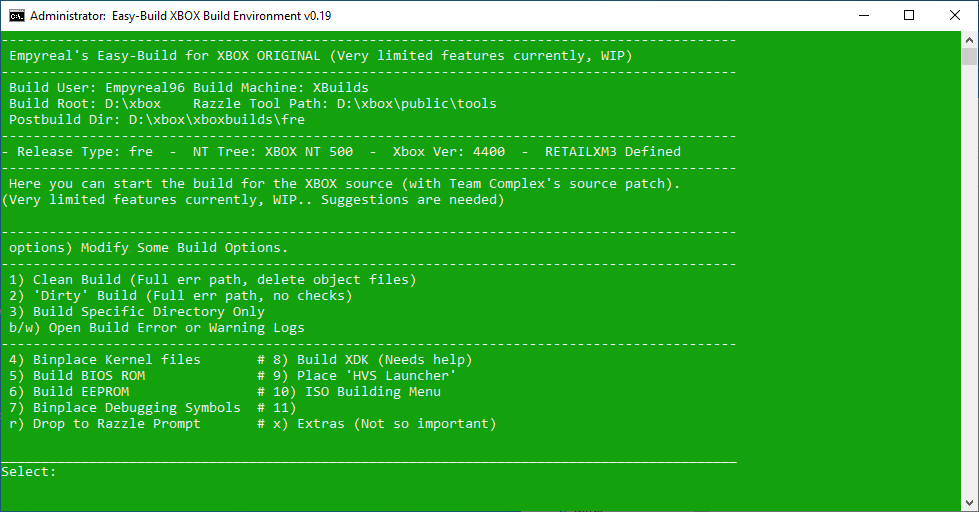 Administrator: Easy-Build XBOX Build Environment v0.19
--------------------------------------------------------------------------------------------
 Empyreal's Easy-Build for XBOX ORIGINAL (Very limited features currently, WIP)
--------------------------------------------------------------------------------------------
 Build User: Empyreal96 Build Machine: XBuilds
 Build Root: D:\xbox    Razzle Tool Path: D:\xbox\public\tools
 Postbuild Dir: D:\xbox\xboxbuilds\fre
--------------------------------------------------------------------------------------------
- Release Type: fre  -  NT Tree: XBOX NT 500  -  Xbox Ver: 4400  -  RETAILXM3 Defined
--------------------------------------------------------------------------------------------
 Here you can start the build for the XBOX source (with Team Complex's source patch).
(Very limited features currently, WIP.. Suggestions are needed)
--------------------------------------------------------------------------------------------
 options) Modify Some Build Options.
--------------------------------------------------------------------------------------------
 1) Clean Build (Full err path, delete object files)
 2) 'Dirty' Build (Full err path, no checks)
 3) Build Specific Directory Only
 b/w) Open Build Error or Warning Logs
--------------------------------------------------------------------------------------------
 4) Binplace Kernel files       # 8) Build XDK (Needs help)
 5) Build BIOS ROM              # 9) Place 'HVS Launcher'
 6) Build EEPROM                # 10) ISO Building Menu
 7) Binplace Debugging Symbols  # 11)
 r) Drop to Razzle Prompt       # x) Extras (Not so important)
____________________________________________________________________________________________
Select: